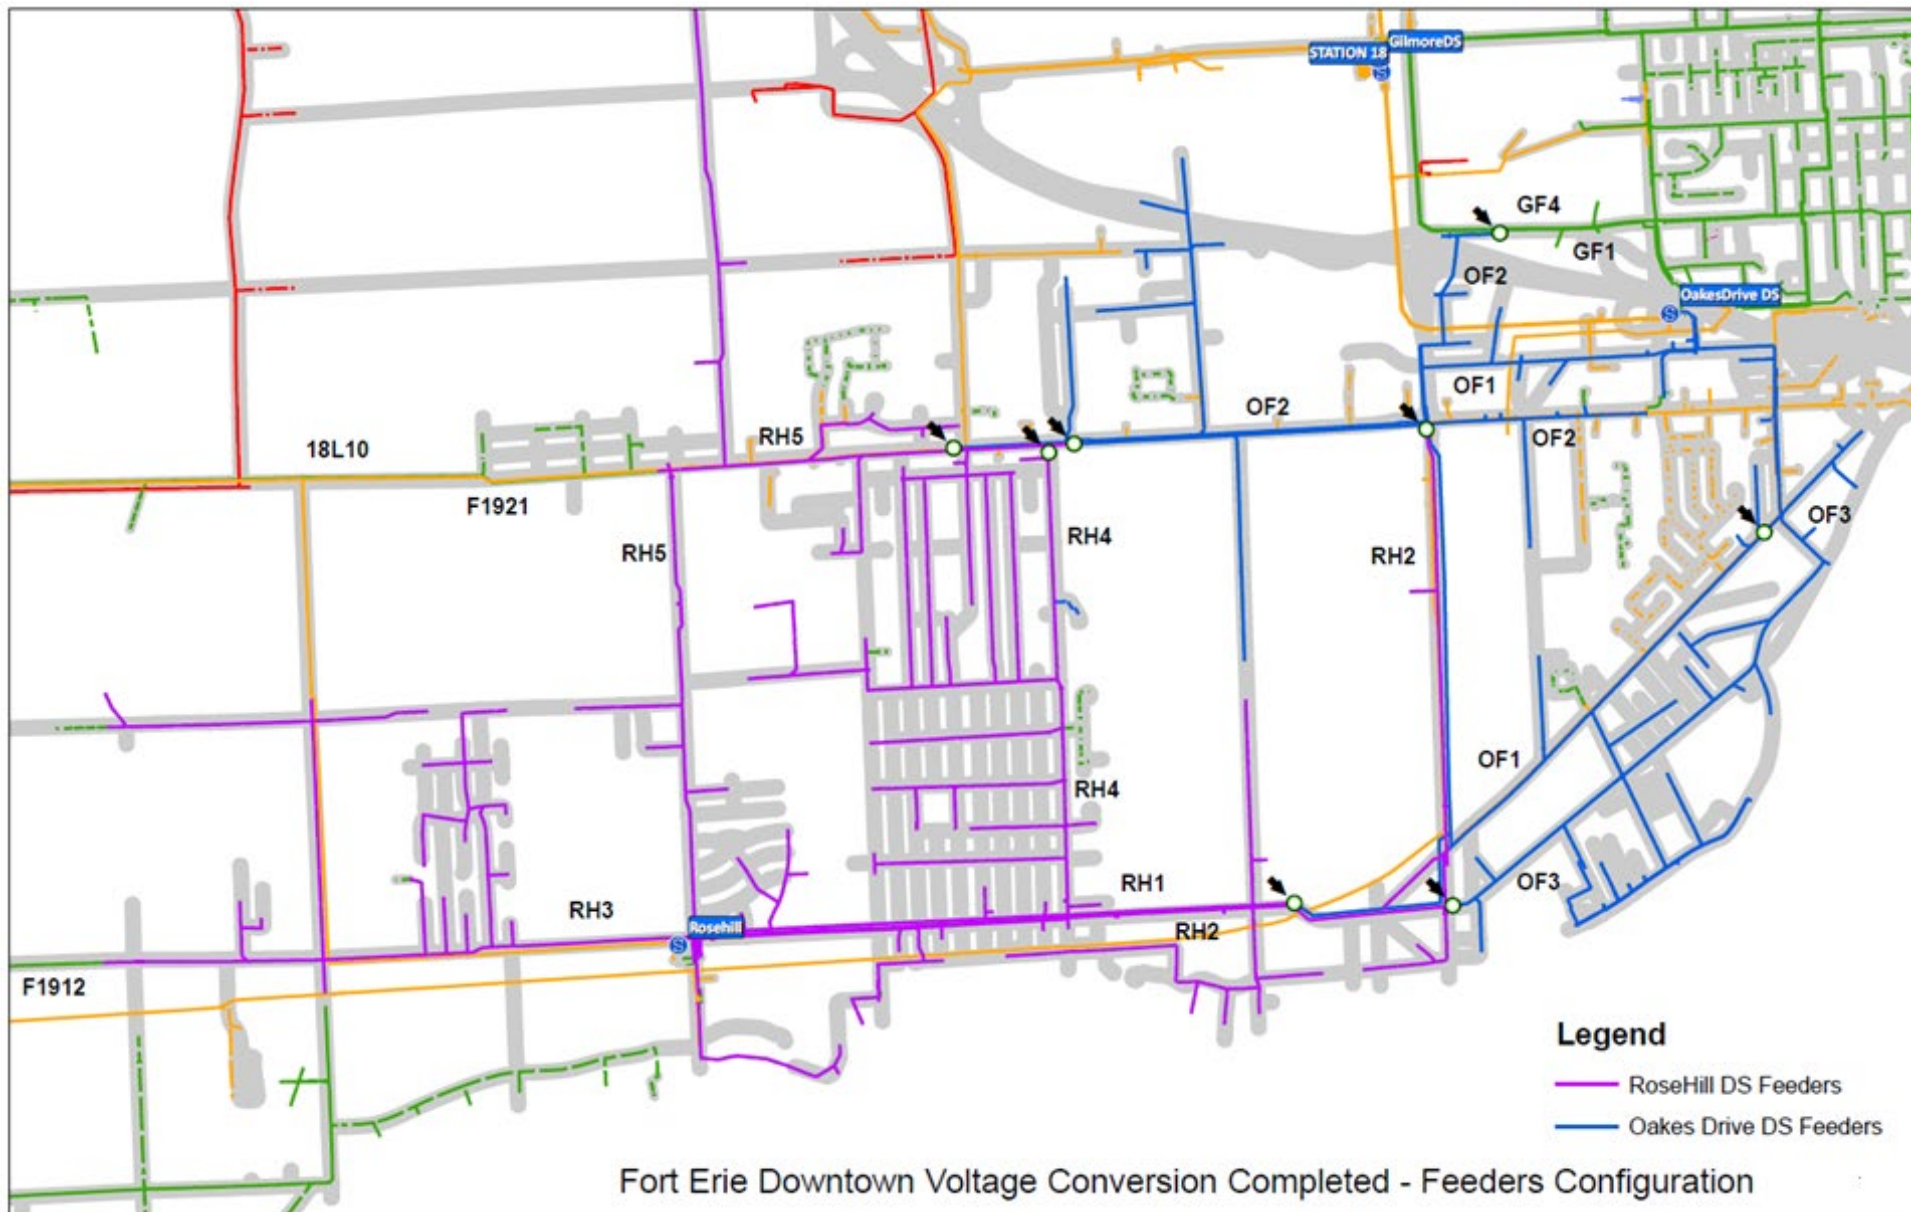 GilmoreDS
STATION 18
S
GF4
GF1
OF2
OakesDrive DS
S
OF1
OF2
RH5
OF2
18L10
F1921
RH5
RH4
RH2
OF3
OF1
RH4
RH1
OF3
RH3
Rosehill
S
RH2
F1912
Legend
RoseHill DS Feeders
Oakes Drive DS Feeders
Fort Erie Downtown Voltage Conversion Completed - Feeders Configuration